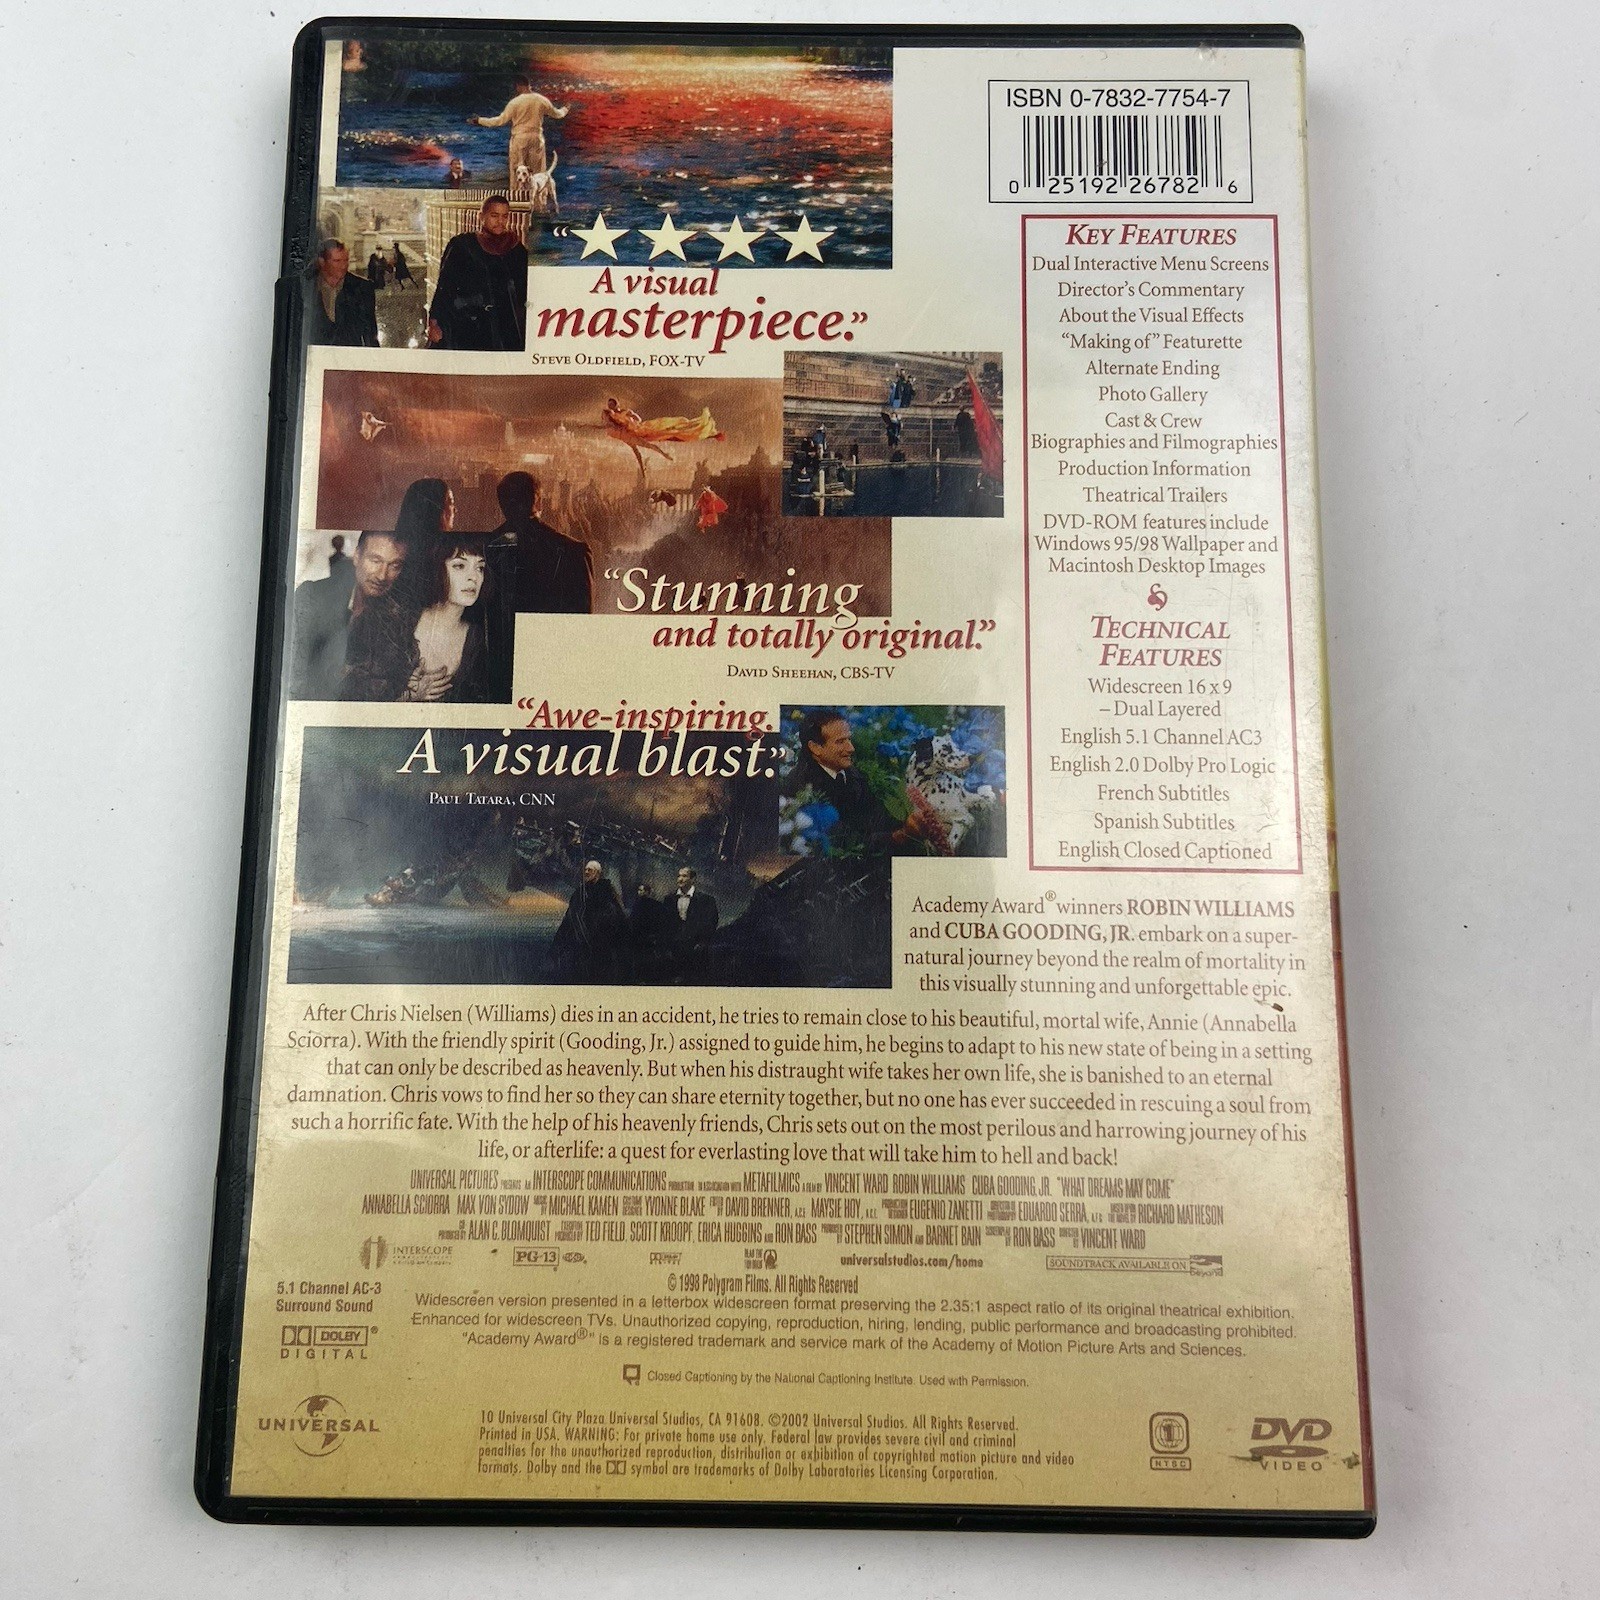 ISBN 0-7832-7754-7
0 25192 26782 6
"★★★★
A visual
masterpiece."
STEVE OLDFIELD, FOX-TV
"Stunning
and totally original."
DAVID SHEEHAN, CBS-TV
"Awe-inspiring.
A visual blast."
PAUL TATARA, CNN
KEY FEATURES
Dual Interactive Menu Screens
Director's Commentary
About the Visual Effects
"Making of" Featurette
Alternate Ending
Photo Gallery
Cast & Crew
Biographies and Filmographies
Production Information
Theatrical Trailers
DVD-ROM features include
Windows 95/98 Wallpaper and
Macintosh Desktop Images
TECHNICAL
FEATURES
Widescreen 16 x 9
– Dual Layered
English 5.1 Channel AC3
English 2.0 Dolby Pro Logic
French Subtitles
Spanish Subtitles
English Closed Captioned
Academy Award® winners ROBIN WILLIAMS
and CUBA GOODING, JR. embark on a super-
natural journey beyond the realm of mortality in
this visually stunning and unforgettable epic.
After Chris Nielsen (Williams) dies in an accident, he tries to remain close to his beautiful, mortal wife, Annie (Annabella
Sciorra). With the friendly spirit (Gooding, Jr.) assigned to guide him, he begins to adapt to his new state of being in a setting
that can only be described as heavenly. But when his distraught wife takes her own life, she is banished to an eternal
damnation. Chris vows to find her so they can share eternity together, but no one has ever succeeded in rescuing a soul from
such a horrific fate. With the help of his heavenly friends, Chris sets out on the most perilous and harrowing journey of his
life, or afterlife: a quest for everlasting love that will take him to hell and back!
UNIVERSAL PICTURES PRESENTS AN INTERSCOPE COMMUNICATIONS PRODUCTION IN ASSOCIATION WITH METAFILMICS A FILM BY VINCENT WARD ROBIN WILLIAMS CUBA GOODING, JR. "WHAT DREAMS MAY COME"
ANNABELLA SCIORRA MAX VON SYDOW MICHAEL KAMEN YVONNE BLAKE DAVID BRENNER, A.C.E. MAYSIE HOY, A.C.E. EUGENIO ZANETTI EDUARDO SERRA, RICHARD MATHESON
ALAN C. BLOMQUIST TED FIELD, SCOTT KROOPF, ERICA HUGGINS AND RON BASS STEPHEN SIMON AND BARNET BAIN RON BASS VINCENT WARD
INTERSCOPE PG-13 universalstudios.com/home SOUNDTRACK AVAILABLE ON beyond
© 1998 Polygram Films. All Rights Reserved
5.1 Channel AC-3
Surround Sound
DOLBY®
DIGITAL
Widescreen version presented in a letterbox widescreen format preserving the 2.35:1 aspect ratio of its original theatrical exhibition.
Enhanced for widescreen TVs. Unauthorized copying, reproduction, hiring, lending, public performance and broadcasting prohibited.
"Academy Award®" is a registered trademark and service mark of the Academy of Motion Picture Arts and Sciences.
Closed Captioning by the National Captioning Institute. Used with Permission.
UNIVERSAL
10 Universal City Plaza Universal Studios, CA 91608. ©2002 Universal Studios. All Rights Reserved.
Printed in USA. WARNING: For private home use only. Federal law provides severe civil and criminal
penalties for the unauthorized reproduction, distribution or exhibition of copyrighted motion picture and video
formats. Dolby and the symbol are trademarks of Dolby Laboratories Licensing Corporation.
1
NTSC
DVD
VIDEO